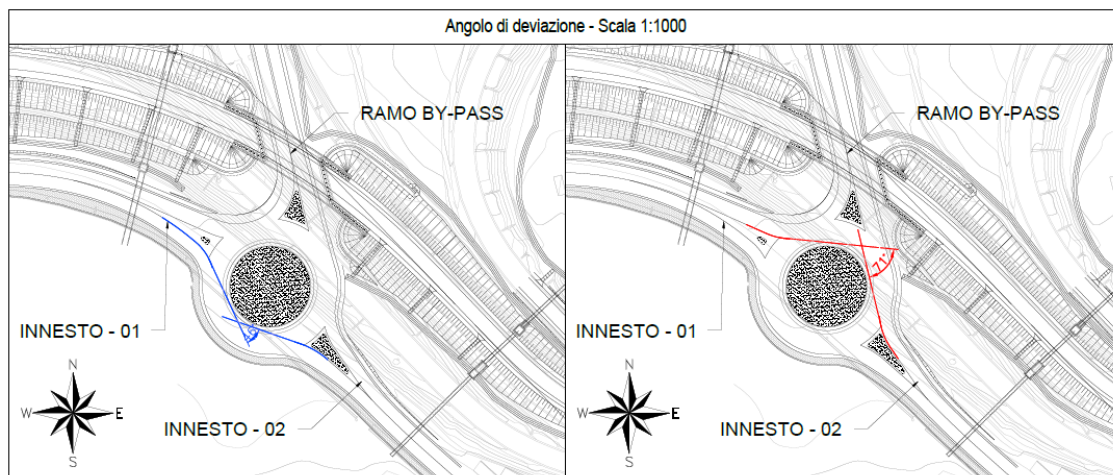 Angolo di deviazione - Scala 1:1000
RAMO BY-PASS
INNESTO - 01
INNESTO - 02
N
W E
S
RAMO BY-PASS
71°
INNESTO - 01
INNESTO - 02
N
W E
S